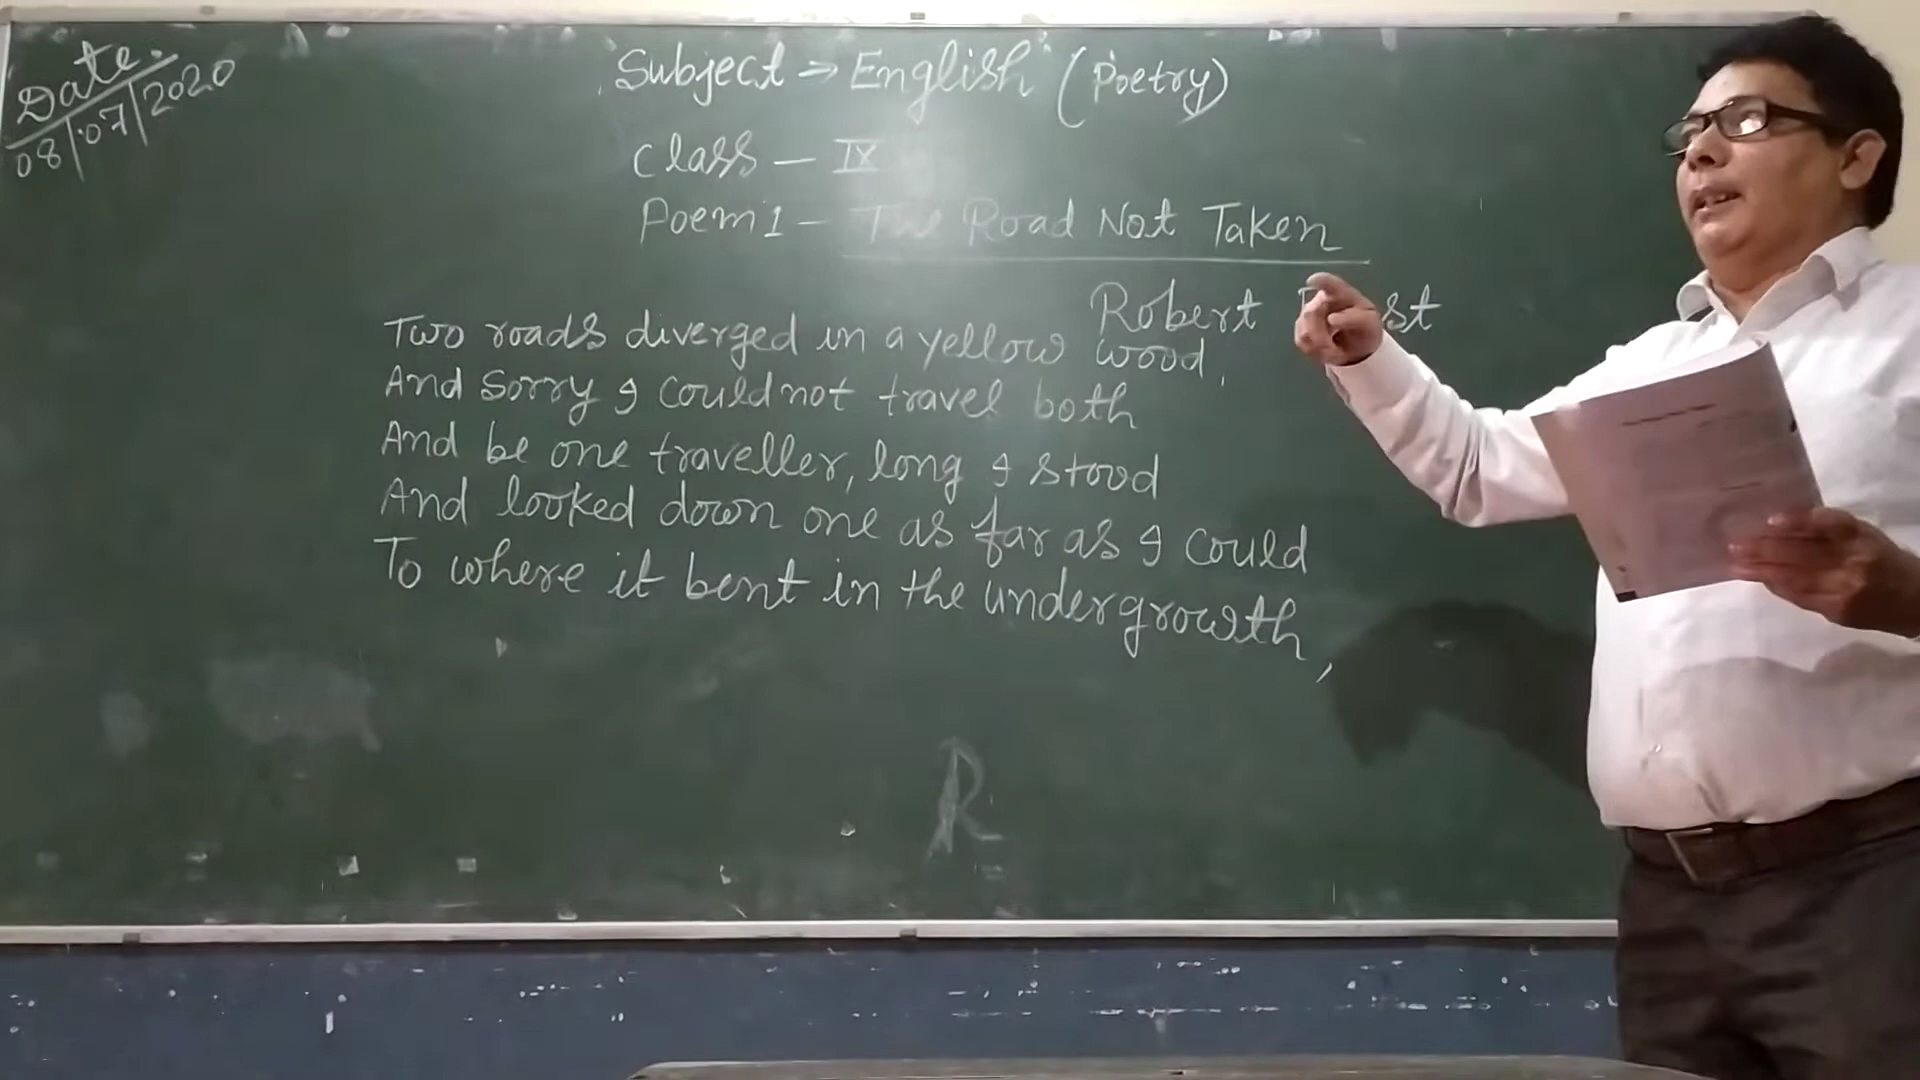 Date.
08/07/2020
Subject → English (Poetry)
Class – IX
Poem 1 – The Road Not Taken
Robert
Two roads diverged in a yellow wood,
And Sorry I could not travel both
And be one traveller, long I stood
And looked down one as far as I could
To where it bent in the undergrowth,
R